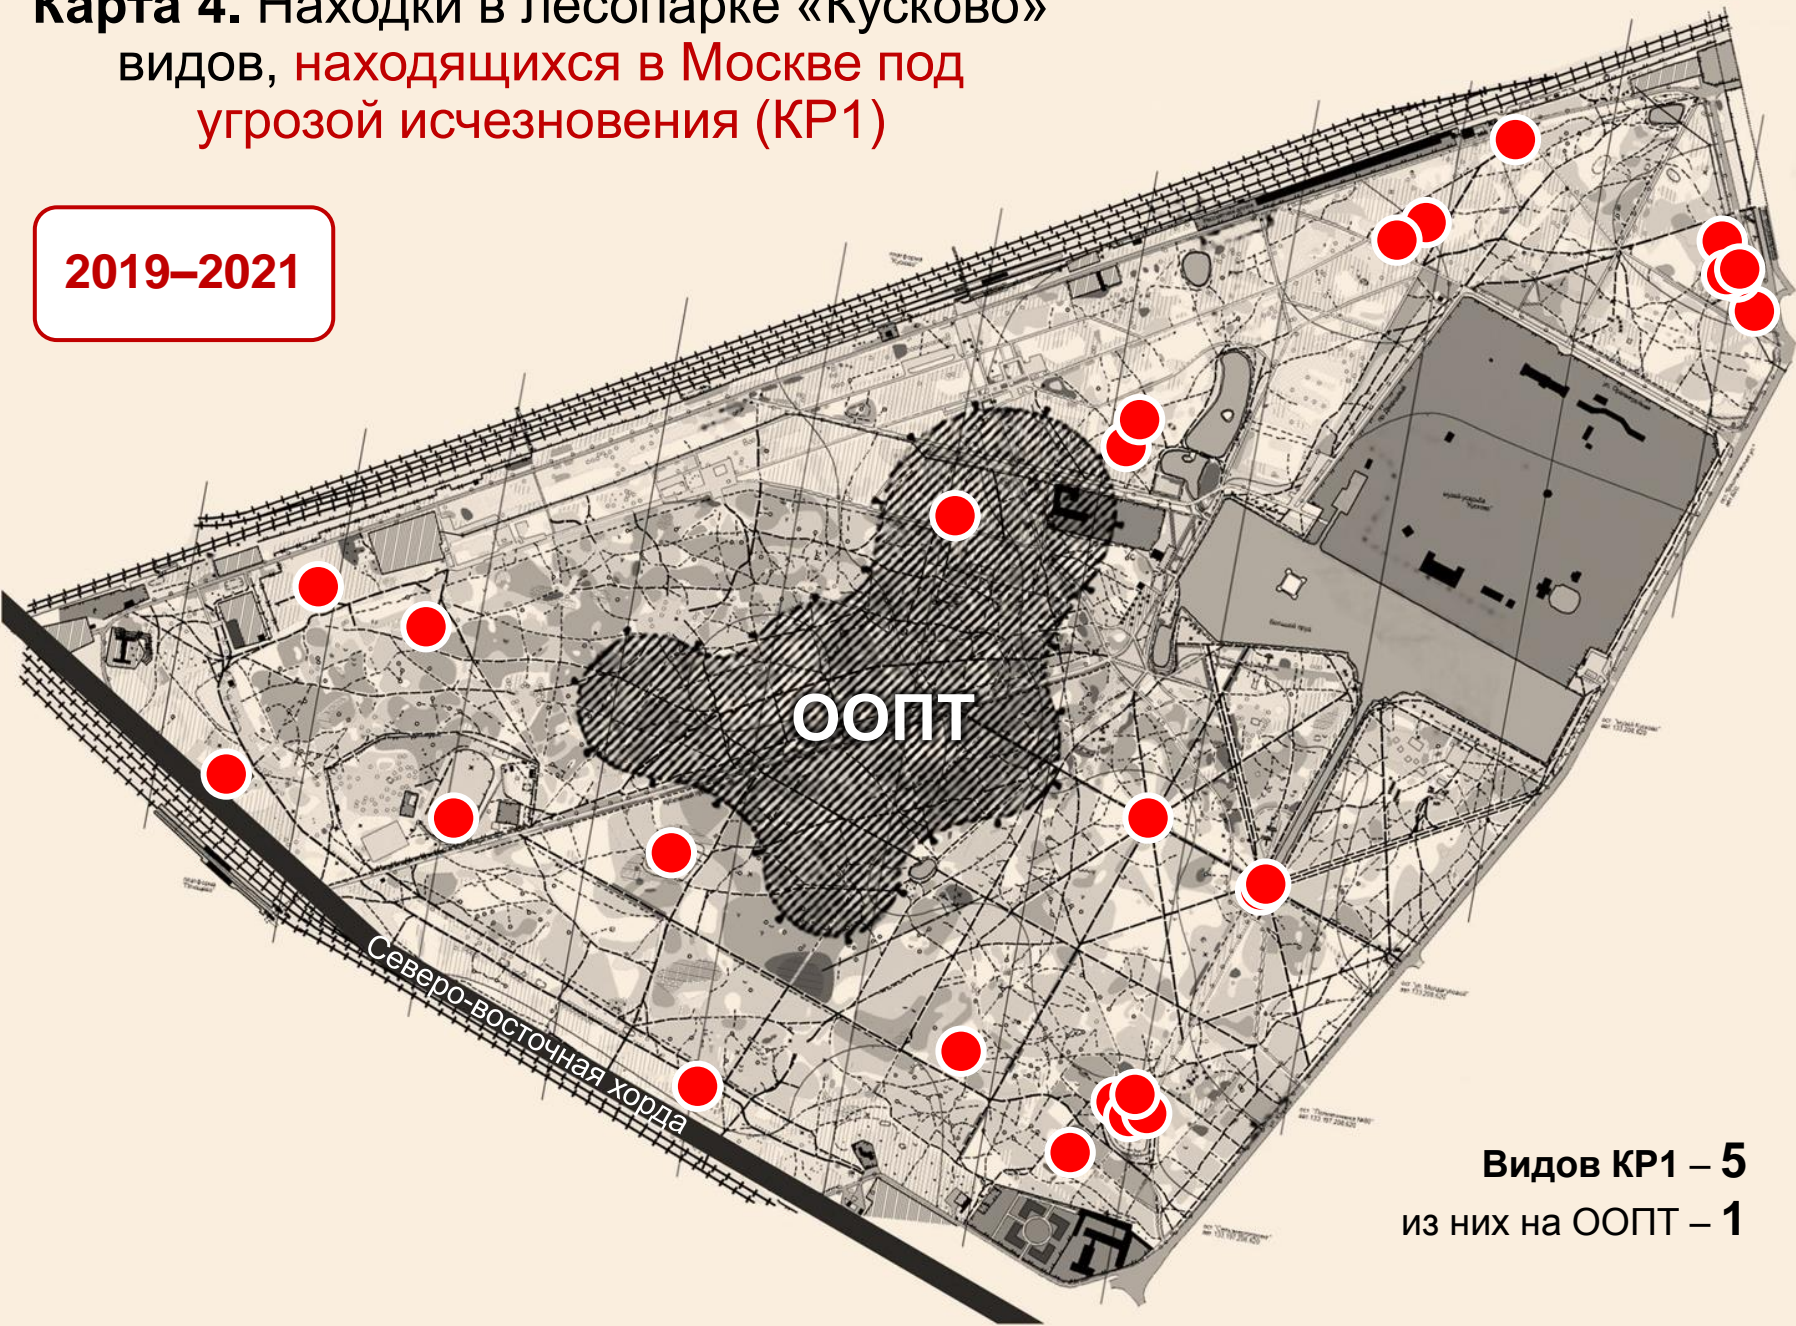 Карта 4. Находки в Лесопарке «Кусково»
видов, находящихся в Москве под
угрозой исчезновения (КР1)
2019–2021
ООПТ
Северо-восточная хорда
Видов КР1 – 5
из них на ООПТ – 1